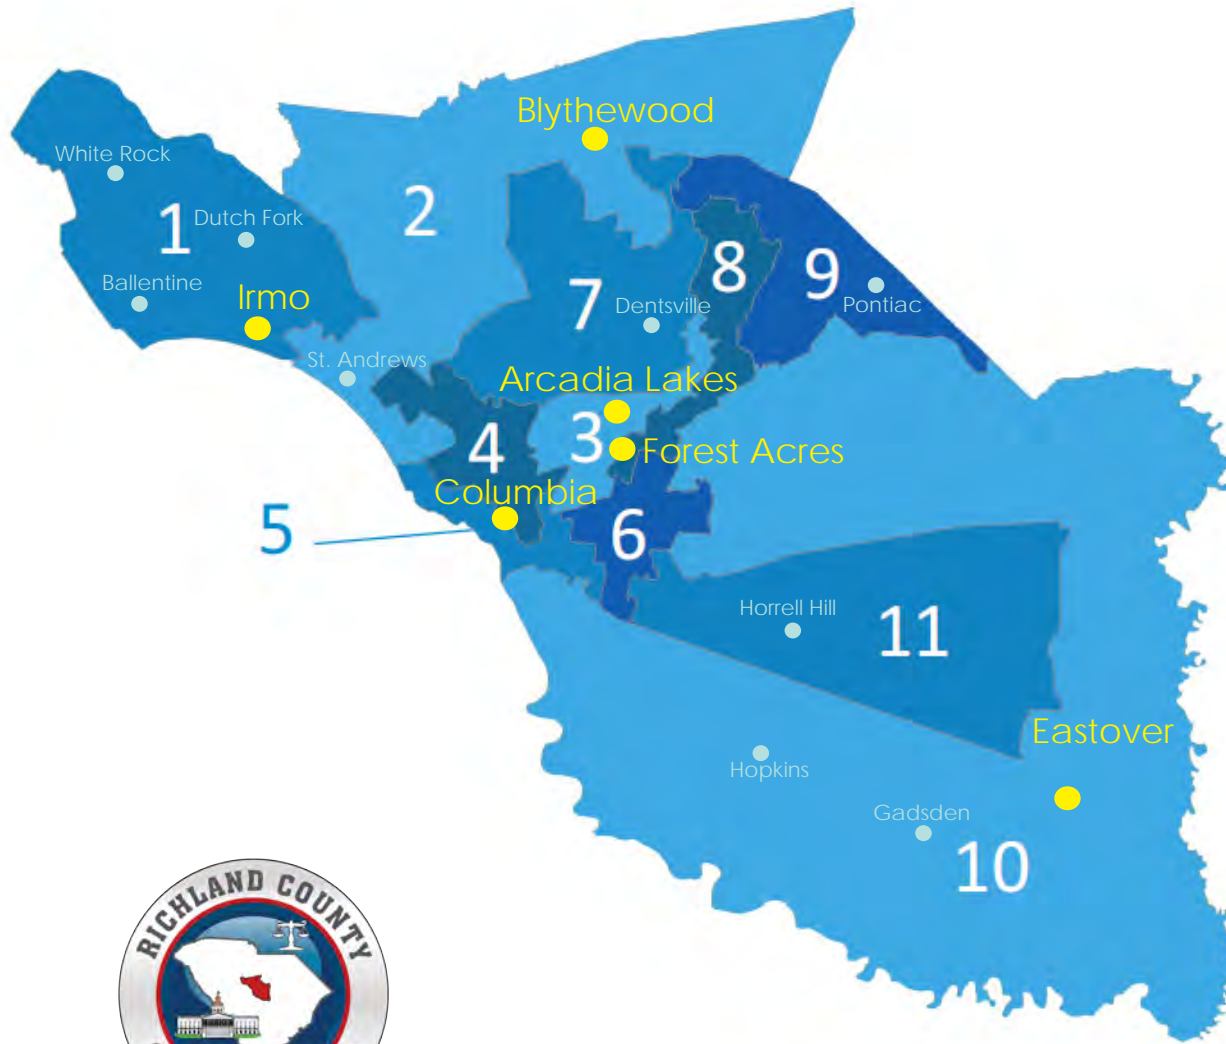 Blythewood
White Rock
2
1
Dutch Fork
8
9
Ballentine
Irmo
7
Dentsville
Pontiac
St. Andrews
Arcadia Lakes
3
4
Forest Acres
Columbia
5
6
Horrell Hill
11
Eastover
Hopkins
Gadsden
10
RICHLAND COUNTY